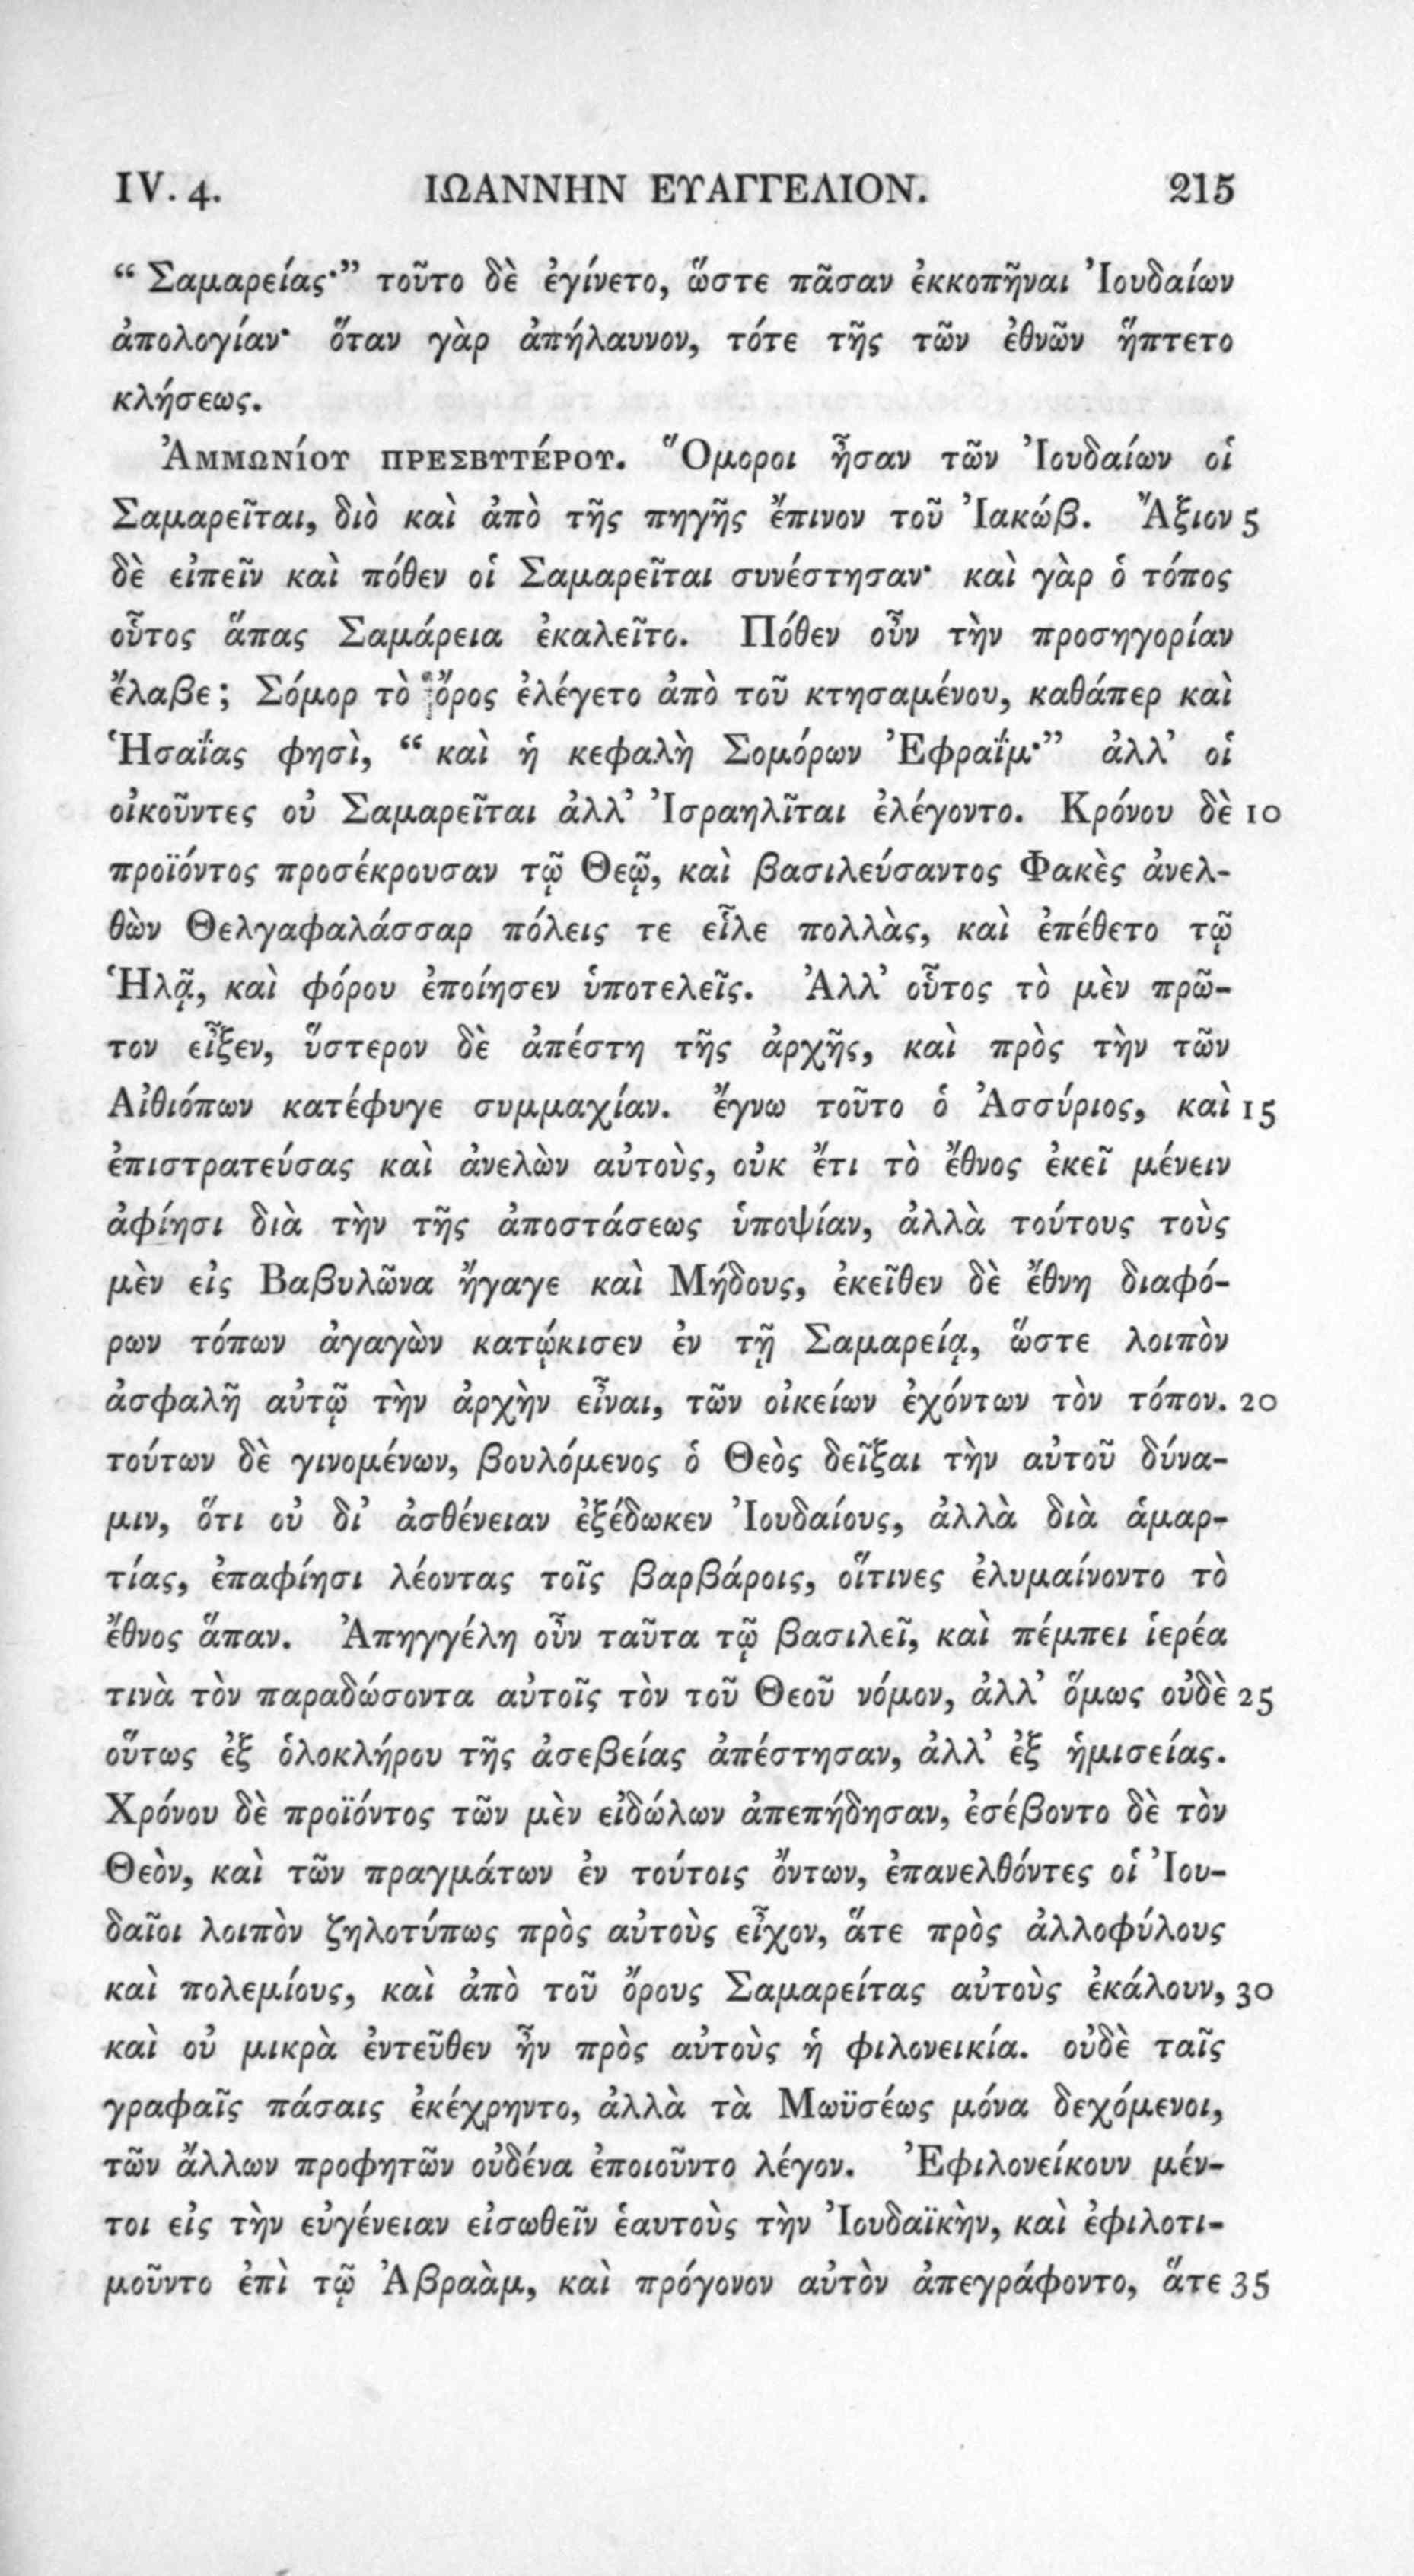 IV. 4. ΙΩΑΝΝΗΝ ΕΥΑΓΓΕΛΙΟΝ. 215
“ Σαμαρείας·” τοῦτο δὲ ἐγίνετο, ὥστε πᾶσαν ἐκκοπῆναι Ἰουδαίων
ἀπολογίαν· ὅταν γὰρ ἀπήλαυνον, τότε τῆς τῶν ἐθνῶν ἥπτετο
κλήσεως.
Ἀμμωνίου πρεσβυτέρου. Ὅμοροι ἦσαν τῶν Ἰουδαίων οἱ
Σαμαρεῖται, διὸ καὶ ἀπὸ τῆς πηγῆς ἔπινον τοῦ Ἰακώβ. Ἄξιον 5
δὲ εἰπεῖν καὶ πόθεν οἱ Σαμαρεῖται συνέστησαν· καὶ γὰρ ὁ τόπος
οὗτος ἅπας Σαμάρεια ἐκαλεῖτο. Πόθεν οὖν τὴν προσηγορίαν
ἔλαβε; Σόμορ τὸ ὄρος ἐλέγετο ἀπὸ τοῦ κτησαμένου, καθάπερ καὶ
Ἡσαΐας φησὶ, “ καὶ ἡ κεφαλὴ Σομόρων Ἐφραΐμ·” ἀλλ’ οἱ
οἰκοῦντες οὐ Σαμαρεῖται ἀλλ’ Ἰσραηλῖται ἐλέγοντο. Κρόνου δὲ 10
προϊόντος προσέκρουσαν τῷ Θεῷ, καὶ βασιλεύσαντος Φακὲς ἀνελ-
θὼν Θελγαφαλάσσαρ πόλεις τε εἷλε πολλὰς, καὶ ἐπέθετο τῷ
Ἡλᾷ, καὶ φόρου ἐποίησεν ὑποτελεῖς. Ἀλλ’ οὗτος τὸ μὲν πρῶ-
τον εἶξεν, ὕστερον δὲ ἀπέστη τῆς ἀρχῆς, καὶ πρὸς τὴν τῶν
Αἰθιόπων κατέφυγε συμμαχίαν. ἔγνω τοῦτο ὁ Ἀσσύριος, καὶ 15
ἐπιστρατεύσας καὶ ἀνελὼν αὐτοὺς, οὐκ ἔτι τὸ ἔθνος ἐκεῖ μένειν
ἀφίησι διὰ τὴν τῆς ἀποστάσεως ὑποψίαν, ἀλλὰ τούτους τοὺς
μὲν εἰς Βαβυλῶνα ἤγαγε καὶ Μήδους, ἐκεῖθεν δὲ ἔθνη διαφό-
ρων τόπων ἀγαγὼν κατῴκισεν ἐν τῇ Σαμαρείᾳ, ὥστε λοιπὸν
ἀσφαλῆ αὐτῷ τὴν ἀρχὴν εἶναι, τῶν οἰκείων ἐχόντων τὸν τόπον. 20
τούτων δὲ γινομένων, βουλόμενος ὁ Θεὸς δεῖξαι τὴν αὐτοῦ δύνα-
μιν, ὅτι οὐ δι’ ἀσθένειαν ἐξέδωκεν Ἰουδαίους, ἀλλὰ διὰ ἁμαρ-
τίας, ἐπαφίησι λέοντας τοῖς βαρβάροις, οἵτινες ἐλυμαίνοντο τὸ
ἔθνος ἅπαν. Ἀπηγγέλη οὖν ταῦτα τῷ βασιλεῖ, καὶ πέμπει ἱερέα
τινὰ τὸν παραδώσοντα αὐτοῖς τὸν τοῦ Θεοῦ νόμον, ἀλλ’ ὅμως οὐδὲ 25
οὕτως ἐξ ὁλοκλήρου τῆς ἀσεβείας ἀπέστησαν, ἀλλ’ ἐξ ἡμισείας.
Χρόνου δὲ προϊόντος τῶν μὲν εἰδώλων ἀπεπήδησαν, ἐσέβοντο δὲ τὸν
Θεὸν, καὶ τῶν πραγμάτων ἐν τούτοις ὄντων, ἐπανελθόντες οἱ Ἰου-
δαῖοι λοιπὸν ζηλοτύπως πρὸς αὐτοὺς εἶχον, ἅτε πρὸς ἀλλοφύλους
καὶ πολεμίους, καὶ ἀπὸ τοῦ ὄρους Σαμαρείτας αὐτοὺς ἐκάλουν, 30
καὶ οὐ μικρὰ ἐντεῦθεν ἦν πρὸς αὐτοὺς ἡ φιλονεικία. οὐδὲ ταῖς
γραφαῖς πάσαις ἐκέχρηντο, ἀλλὰ τὰ Μωϋσέως μόνα δεχόμενοι,
τῶν ἄλλων προφητῶν οὐδένα ἐποιοῦντο λέγον. Ἐφιλονείκουν μέν-
τοι εἰς τὴν εὐγένειαν εἰσωθεῖν ἑαυτοὺς τὴν Ἰουδαϊκὴν, καὶ ἐφιλοτι-
μοῦντο ἐπὶ τῷ Ἀβραὰμ, καὶ πρόγονον αὐτὸν ἀπεγράφοντο, ἅτε 35